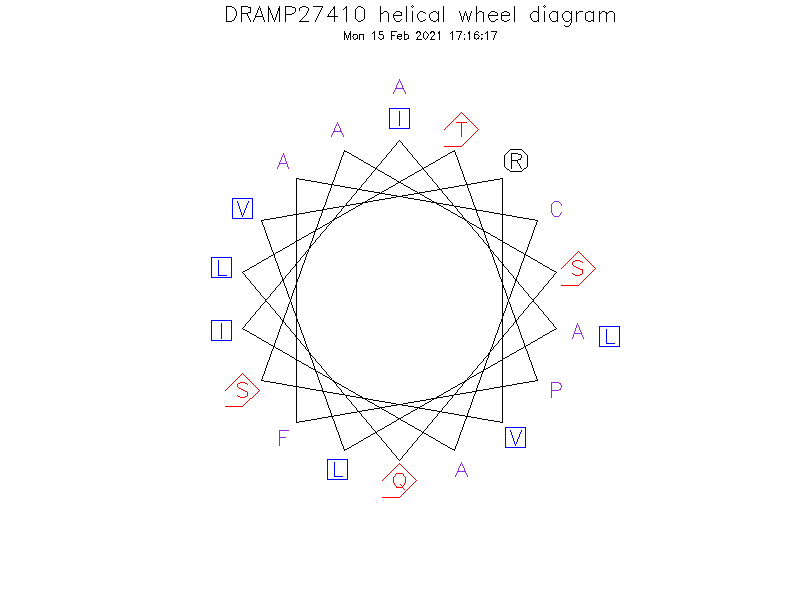 DRAMP27410 helical wheel diagram
Mon 15 Feb 2021 17:16:17
A
I
A T
A R
V C
L S
I A L
S P
F V
L Q A